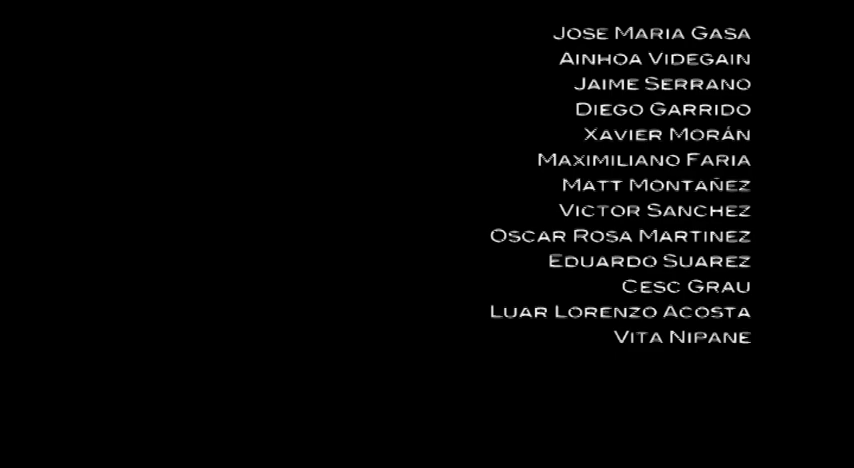 Jose Maria Gasa
Ainhoa Videgain
Jaime Serrano
Diego Garrido
Xavier Morán
Maximiliano Faria
Matt Montañez
Victor Sanchez
Oscar Rosa Martinez
Eduardo Suarez
Cesc Grau
Luar Lorenzo Acosta
Vita Nipane